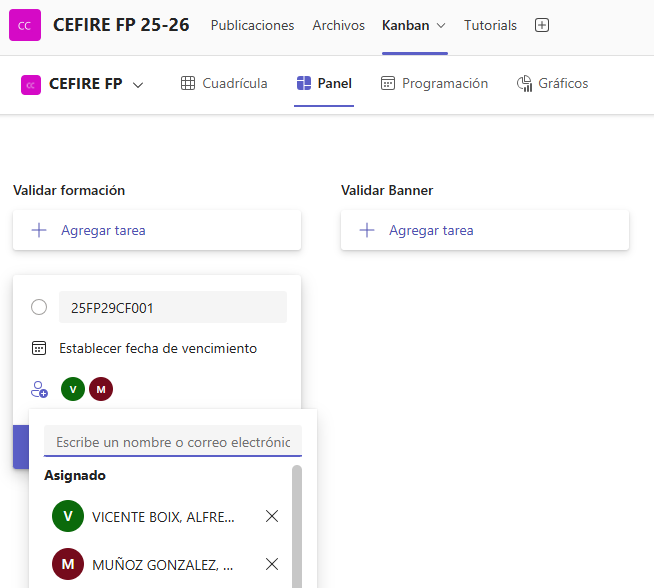 CC CEFIRE FP 25-26 Publicaciones Archivos Kanban Tutorials
cc CEFIRE FP Cuadrícula Panel Programación Gráficos
Validar formación
Agregar tarea
25FP29CF001
Establecer fecha de vencimiento
V M
Escribe un nombre o correo electrónic
Asignado
V VICENTE BOIX, ALFRE...
M MUÑOZ GONZALEZ, ...
Validar Banner
Agregar tarea